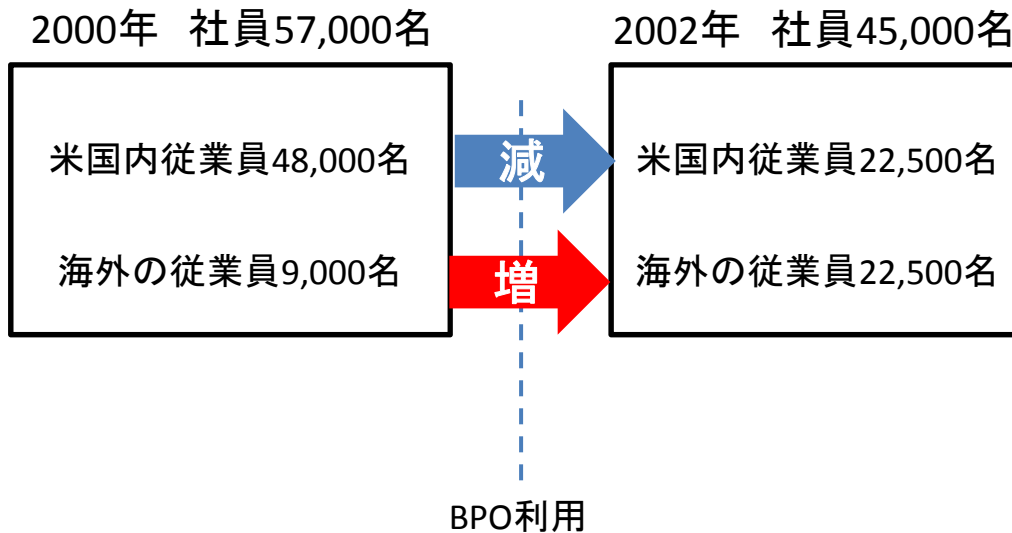 2000年　社員57,000名
2002年　社員45,000名
米国内従業員48,000名
減
米国内従業員22,500名
海外の従業員9,000名
増
海外の従業員22,500名
BPO利用